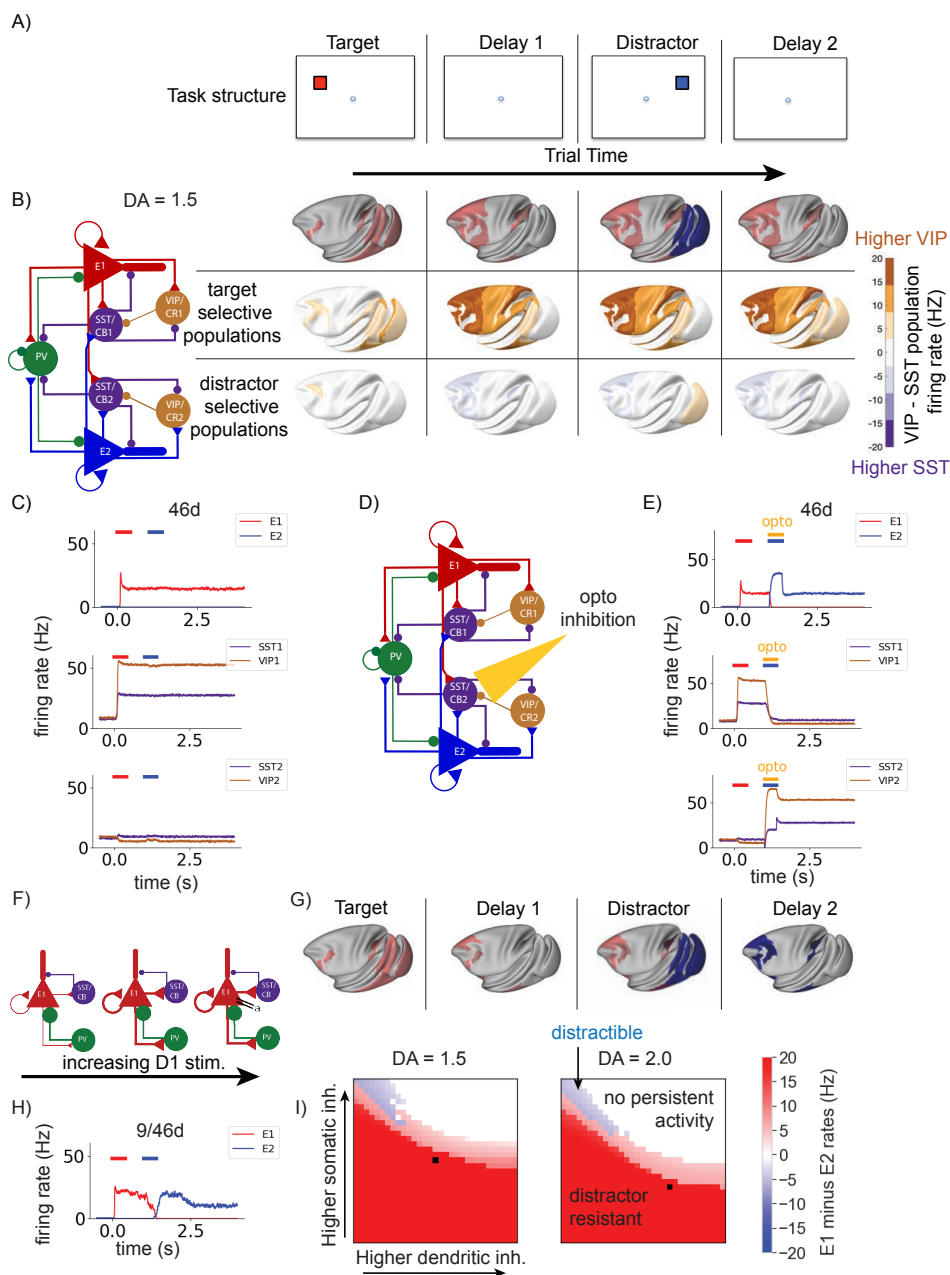 A)
Target
Delay 1
Distractor
Delay 2
Task structure
Trial Time
B)
DA = 1.5
E1
SST/
CB1
VIP/
CR1
PV
SST/
CB2
VIP/
CR2
E2
target
selective
populations
distractor
selective
populations
Higher VIP
20
15
10
5
0
-5
-10
-15
-20
VIP - SST population
firing rate (HZ)
Higher SST
C)
46d
E1
E2
50
0
0.0
2.5
SST1
VIP1
50
0
0.0
2.5
SST2
VIP2
50
0
0.0
2.5
firing rate (Hz)
time (s)
D)
E1
SST/
CB1
VIP/
CR1
PV
SST/
CB2
VIP/
CR2
E2
opto
inhibition
E)
opto
46d
E1
E2
50
0
0.0
2.5
opto
SST1
VIP1
50
0
0.0
2.5
opto
SST2
VIP2
50
0
0.0
2.5
firing rate (Hz)
time (s)
F)
E1
SST/
CB
PV
E1
SST/
CB
PV
E1
SST/
CB
a
PV
increasing D1 stim.
G)
Target
Delay 1
Distractor
Delay 2
H)
9/46d
E1
E2
50
0
0.0
2.5
firing rate (Hz)
time (s)
I)
distractible
DA = 1.5
DA = 2.0
no persistent
activity
distractor
resistant
Higher somatic inh.
Higher dendritic inh.
20
15
10
5
0
−5
−10
−15
−20
E1 minus E2 rates (Hz)